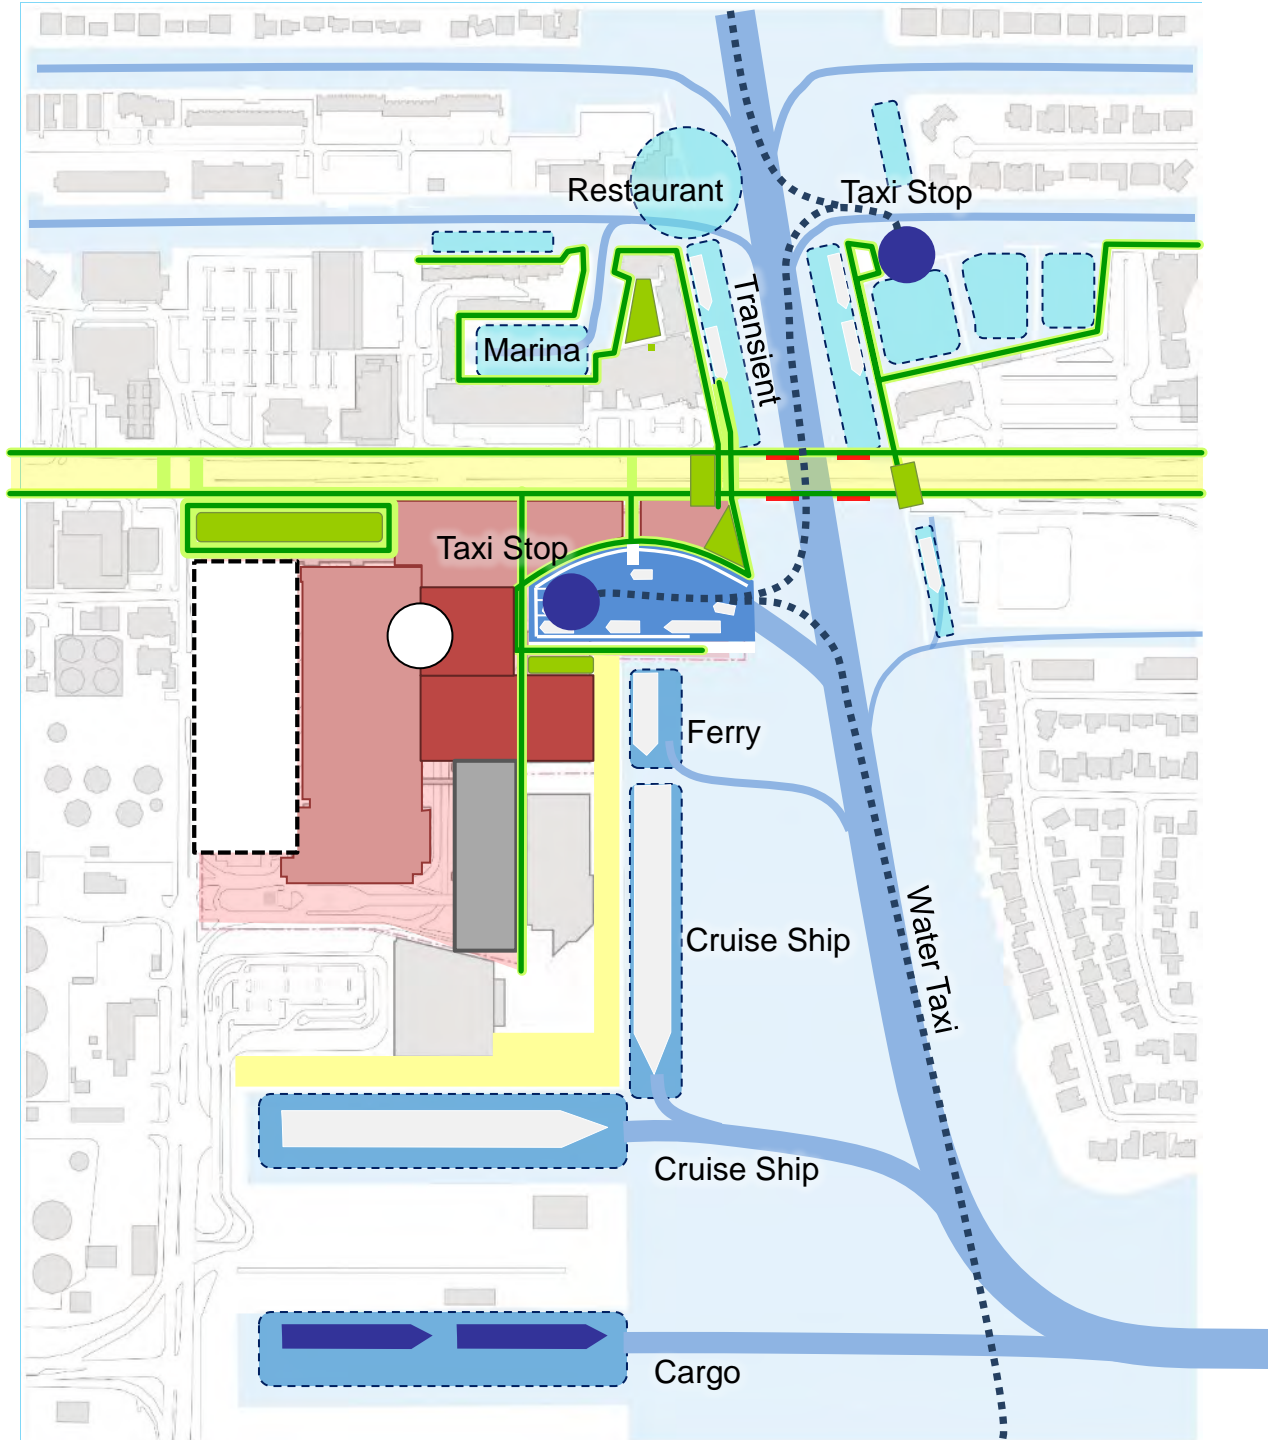 Restaurant
Taxi Stop
Transient
Marina
Taxi Stop
Ferry
Water Taxi
Cruise Ship
Cruise Ship
Cargo